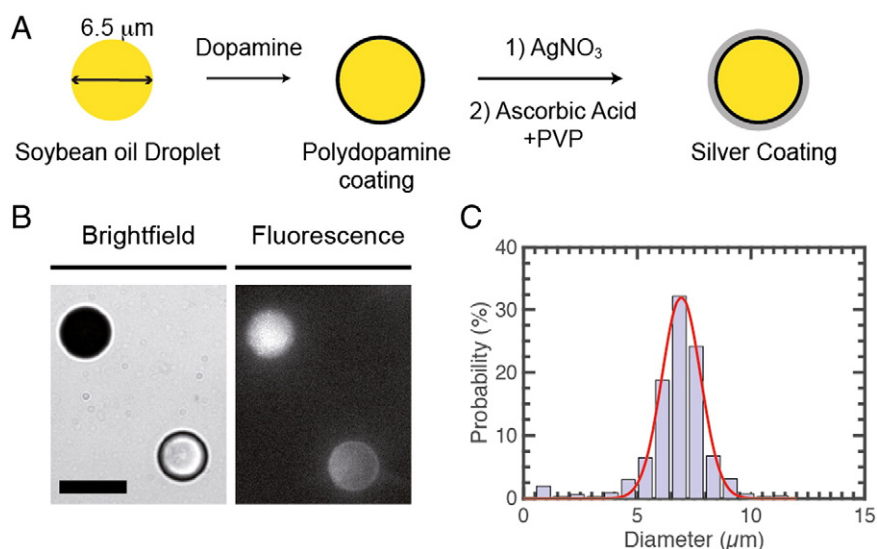 A
6.5 μm
Dopamine
1) AgNO₃
2) Ascorbic Acid
+PVP
Soybean oil Droplet
Polydopamine
coating
Silver Coating
B
Brightfield
Fluorescence
C
40
30
20
10
0
Probability (%)
0 5 10 15
Diameter (μm)